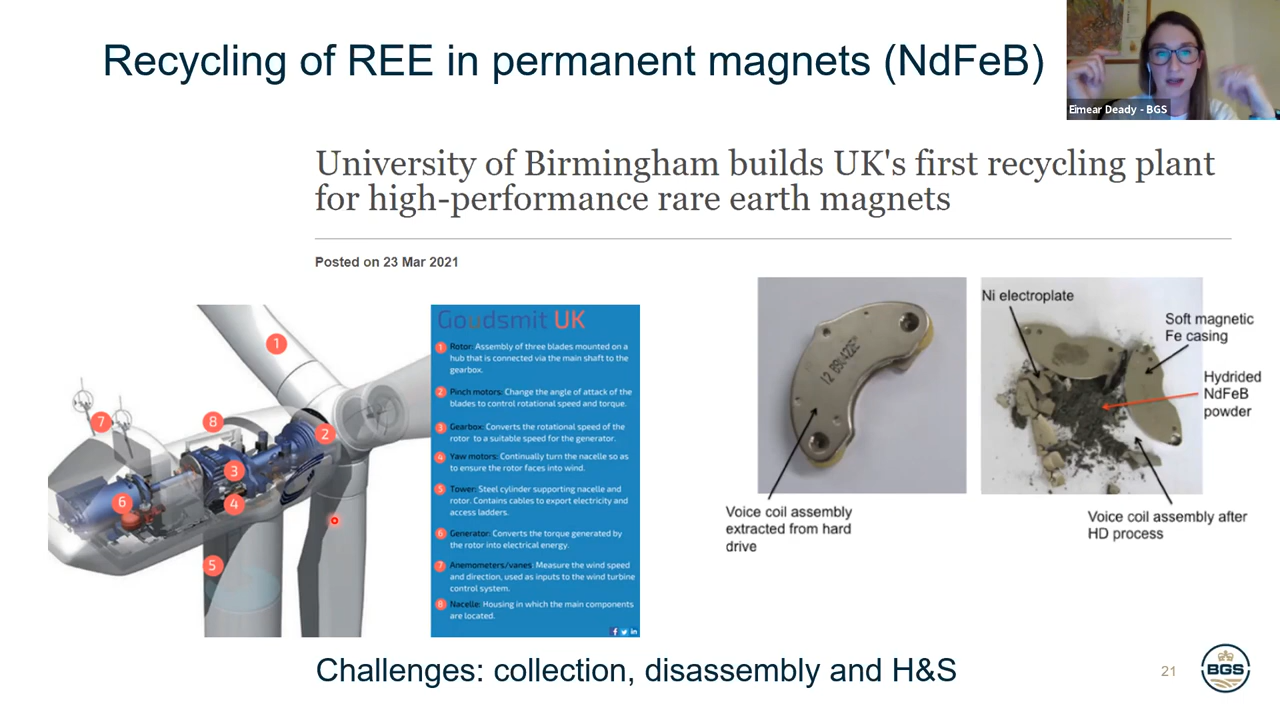 Recycling of REE in permanent magnets (NdFeB)
Eimear Deady - BGS
University of Birmingham builds UK's first recycling plant
for high-performance rare earth magnets
Posted on 23 Mar 2021
1
2
3
4
5
6
7
8
Goudsmit UK
1 Rotor: Assembly of three blades mounted on a
hub that is connected via the main shaft to the
gearbox.
2 Pinch motors: Change the angle of attack of the
blades to control rotational speed and torque.
3 Gearbox: Converts the rotational speed of the
rotor to a suitable speed for the generator.
4 Yaw motors: Continually turn the nacelle so as
to ensure the rotor faces into wind.
5 Tower: Steel cylinder supporting nacelle and
rotor. Contains cables to export electricity and
access ladders.
6 Generator: Converts the torque generated by
the rotor into electrical energy.
7 Anemometers/vanes: Measure the wind speed
and direction, used as inputs to the wind turbine
control system.
8 Nacelle: Housing in which the main components
are located.
Voice coil assembly
extracted from hard
drive
Ni electroplate
Soft magnetic
Fe casing
Hydrided
NdFeB
powder
Voice coil assembly after
HD process
Challenges: collection, disassembly and H&S
21
BGS